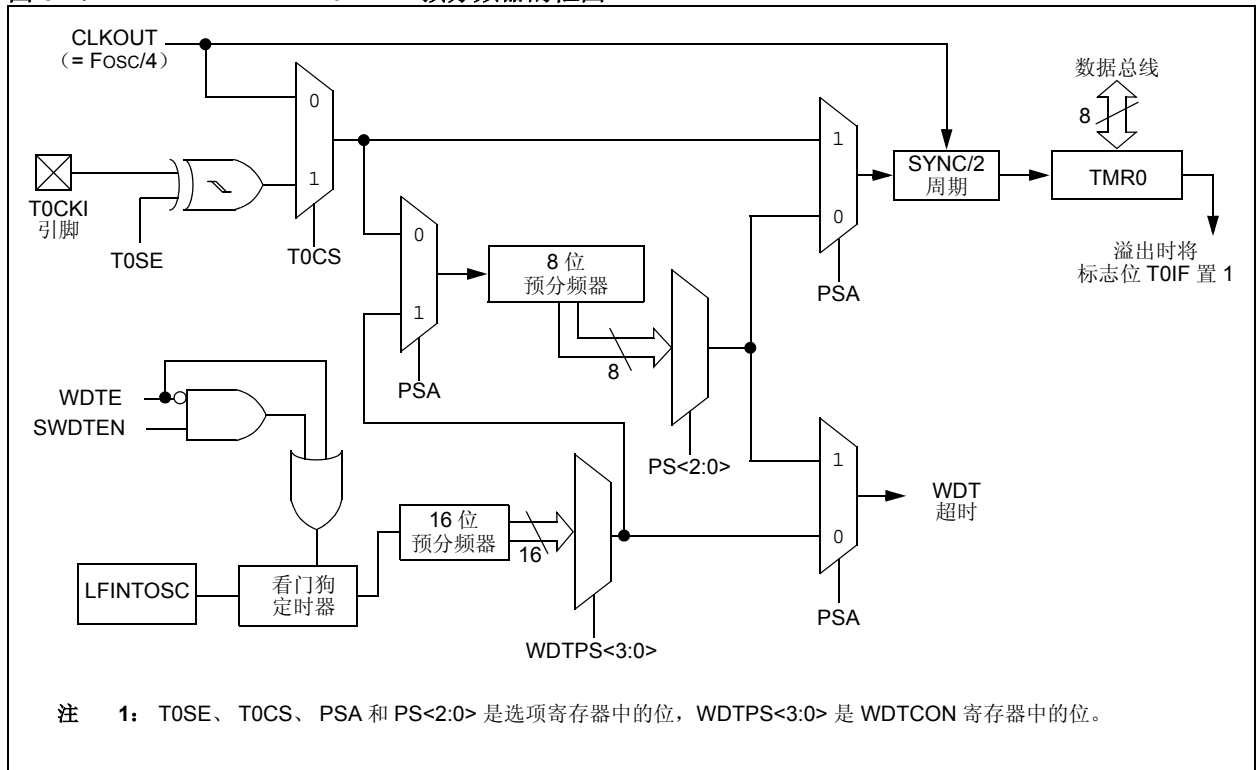 CLKOUT
（= FOSC/4）
0
1
T0CKI
引脚
T0SE
T0CS
0
1
PSA
8 位
预分频器
8
PS<2:0>
1
0
PSA
SYNC/2
周期
数据总线
8
TMR0
溢出时将
标志位 T0IF 置 1
WDTE
SWDTEN
LFINTOSC
看门狗
定时器
16 位
预分频器
16
WDTPS<3:0>
1
0
PSA
WDT
超时
注 1： T0SE、 T0CS、 PSA 和 PS<2:0> 是选项寄存器中的位，WDTPS<3:0> 是 WDTCON 寄存器中的位。